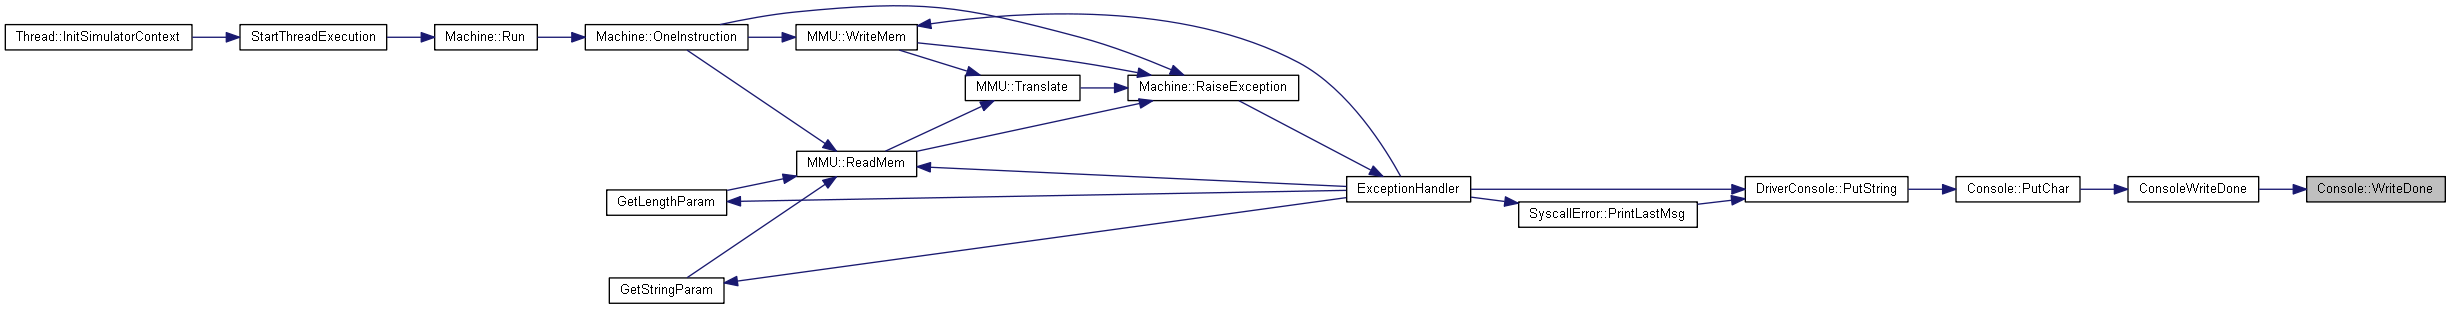 Thread::InitSimulatorContext
StartThreadExecution
Machine::Run
Machine::OneInstruction
MMU::WriteMem
MMU::Translate
Machine::RaiseException
MMU::ReadMem
GetLengthParam
GetStringParam
ExceptionHandler
SyscallError::PrintLastMsg
DriverConsole::PutString
Console::PutChar
ConsoleWriteDone
Console::WriteDone